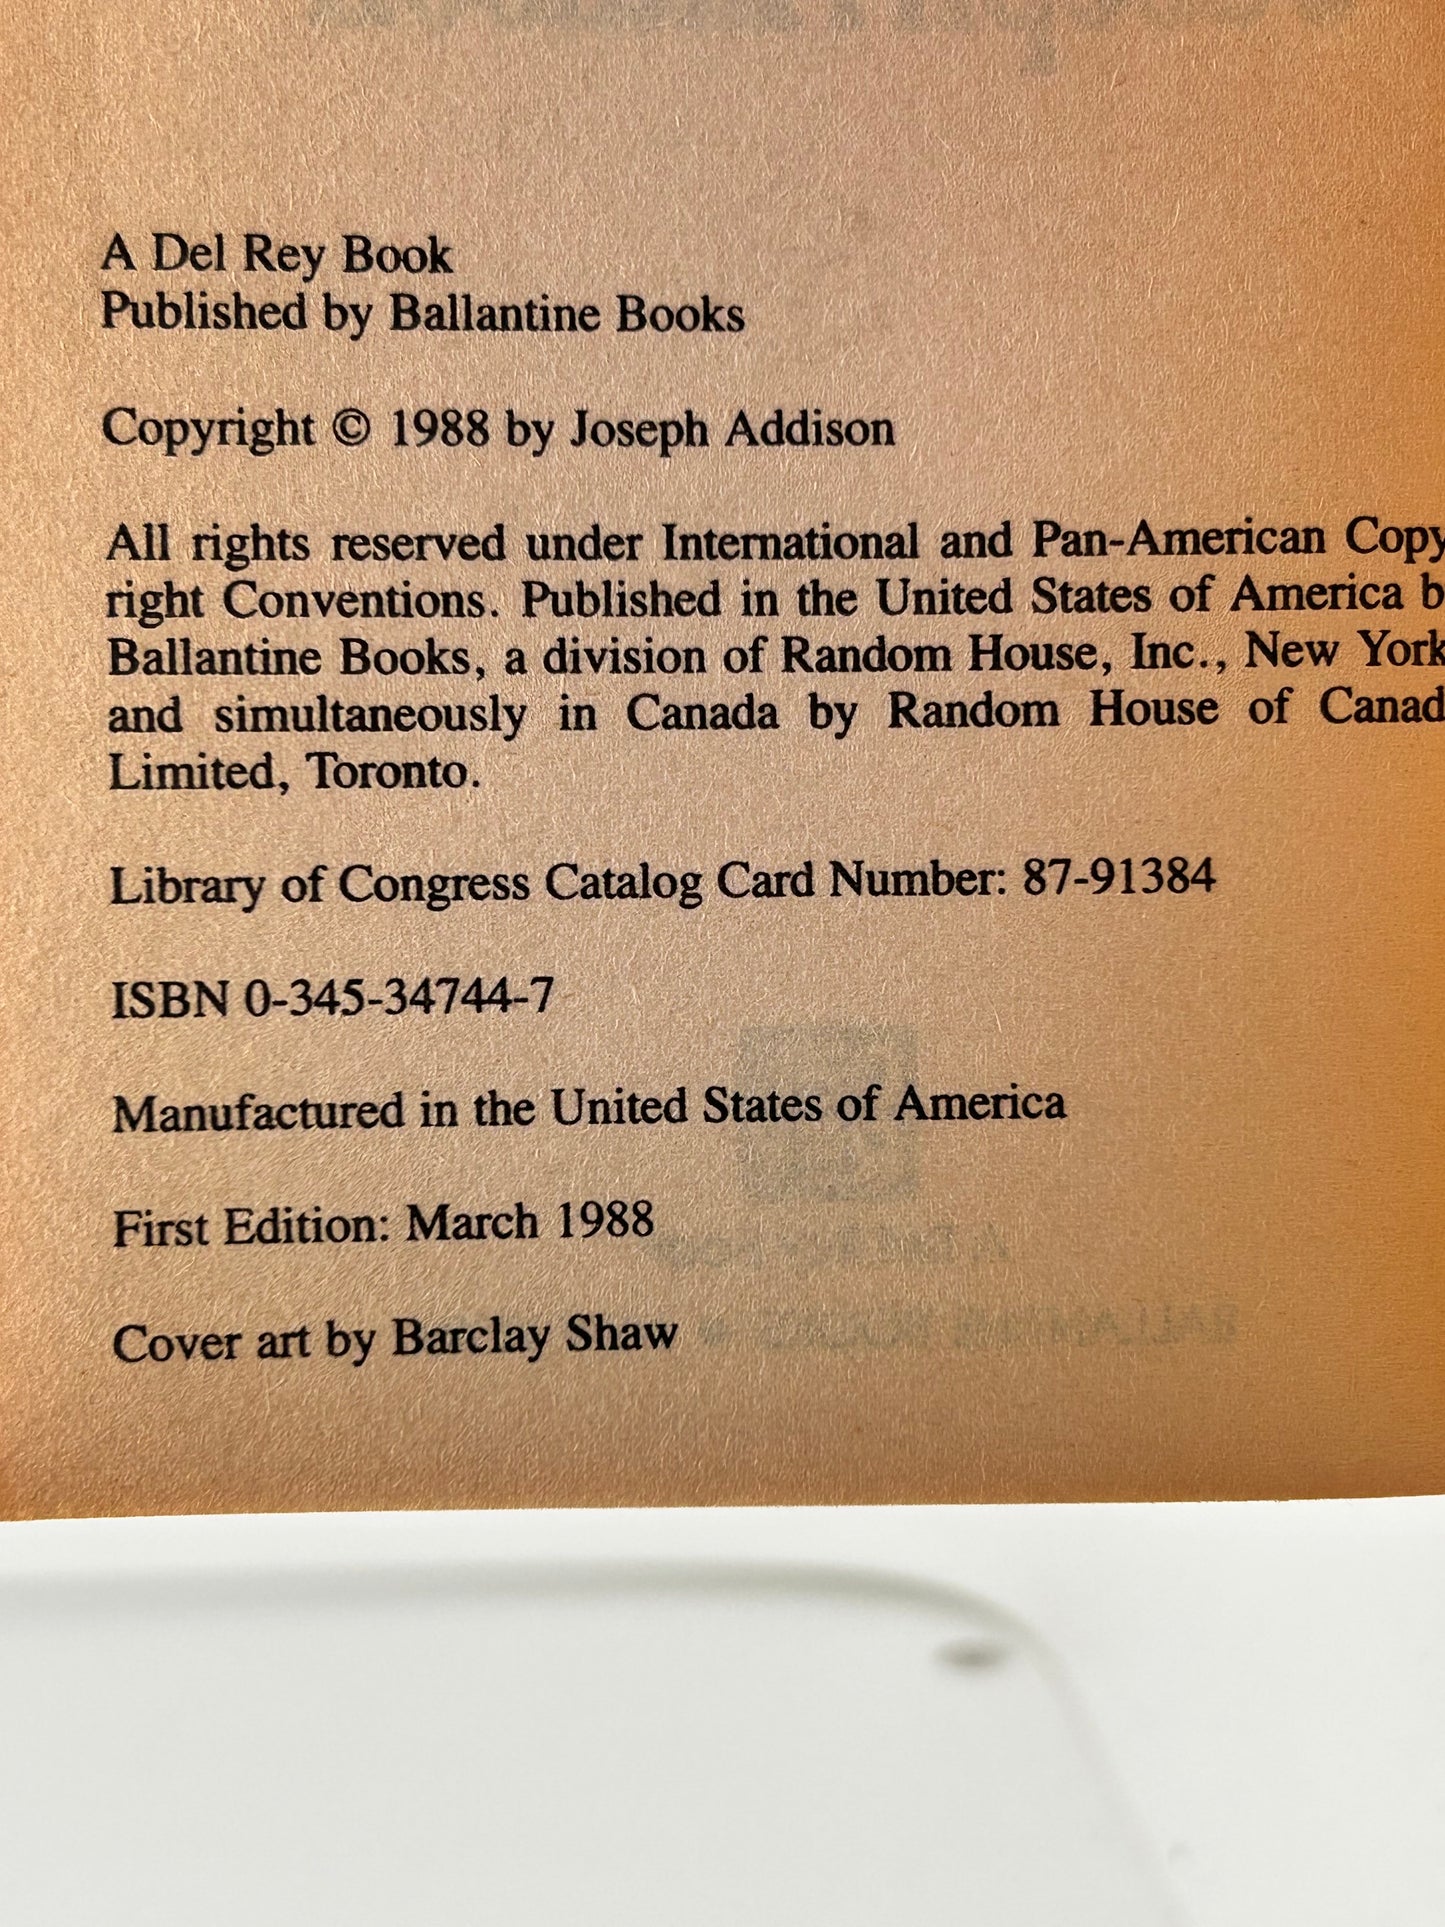 A Del Rey Book
Published by Ballantine Books
Copyright © 1988 by Joseph Addison
All rights reserved under International and Pan-American Copy
right Conventions. Published in the United States of America b
Ballantine Books, a division of Random House, Inc., New York
and simultaneously in Canada by Random House of Canad
Limited, Toronto.
Library of Congress Catalog Card Number: 87-91384
ISBN 0-345-34744-7
Manufactured in the United States of America
First Edition: March 1988
Cover art by Barclay Shaw